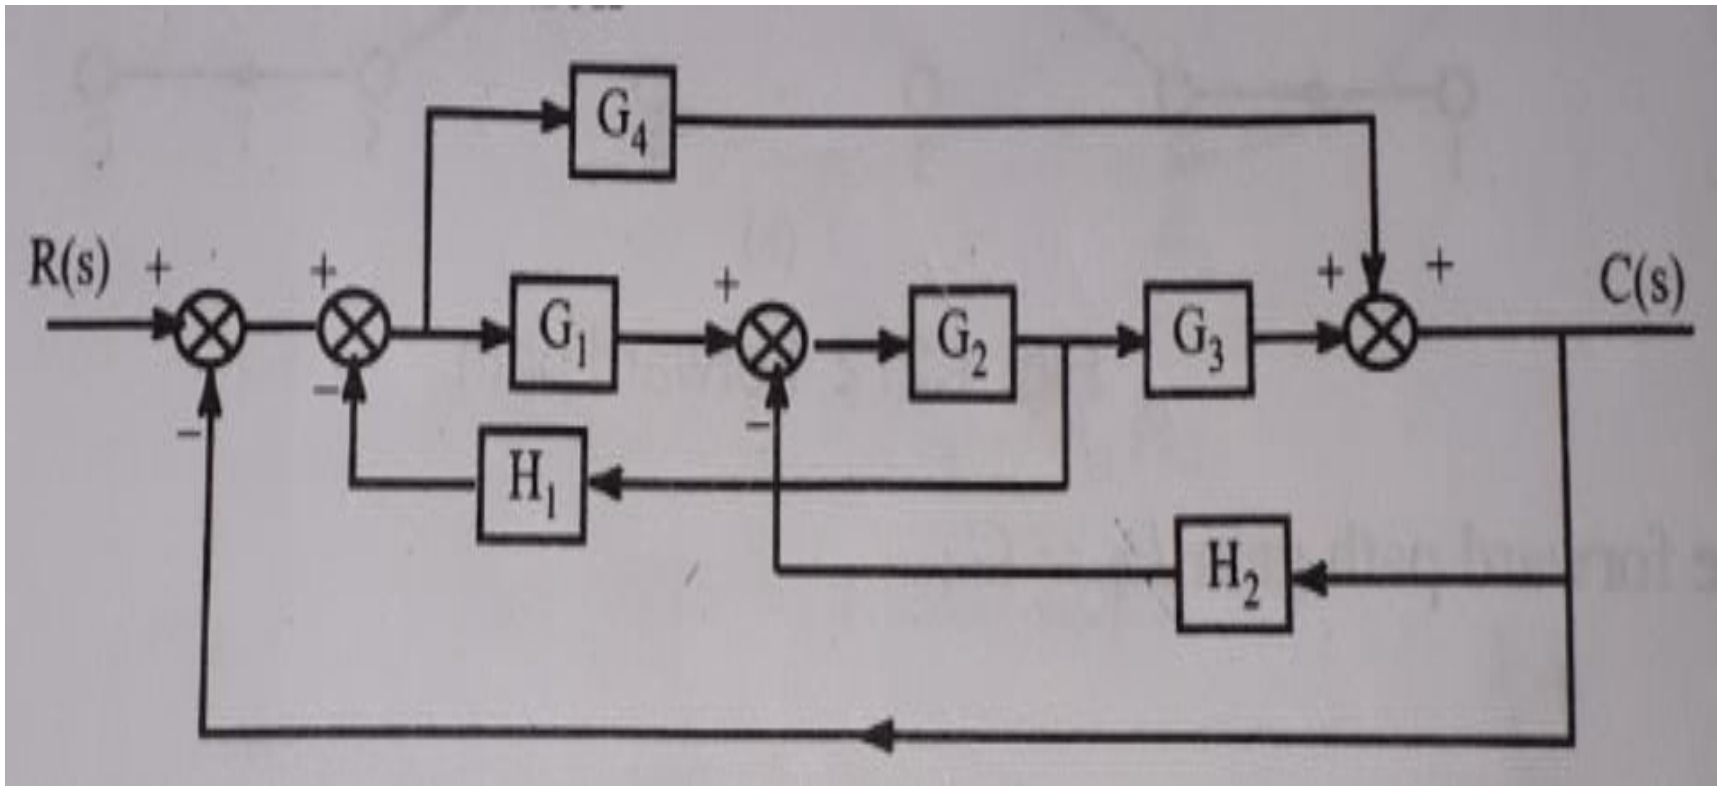 G₄
R(s) + + + + + C(s)
G₁ G₂ G₃
− − −
H₁
H₂